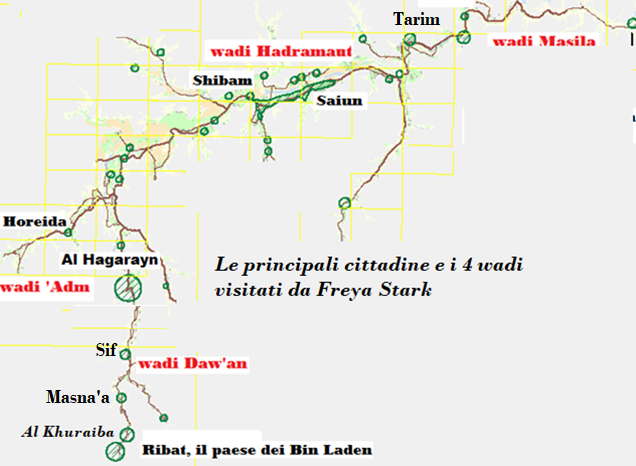 Tarim
wadi Hadramaut
wadi Masila
Shibam
Saiun
Horeida
Al Hagarayn
Le principali cittadine e i 4 wadi
visitati da Freya Stark
wadi 'Adm
Sif
wadi Daw'an
Masna'a
Al Khuraiba
Ribat, il paese dei Bin Laden